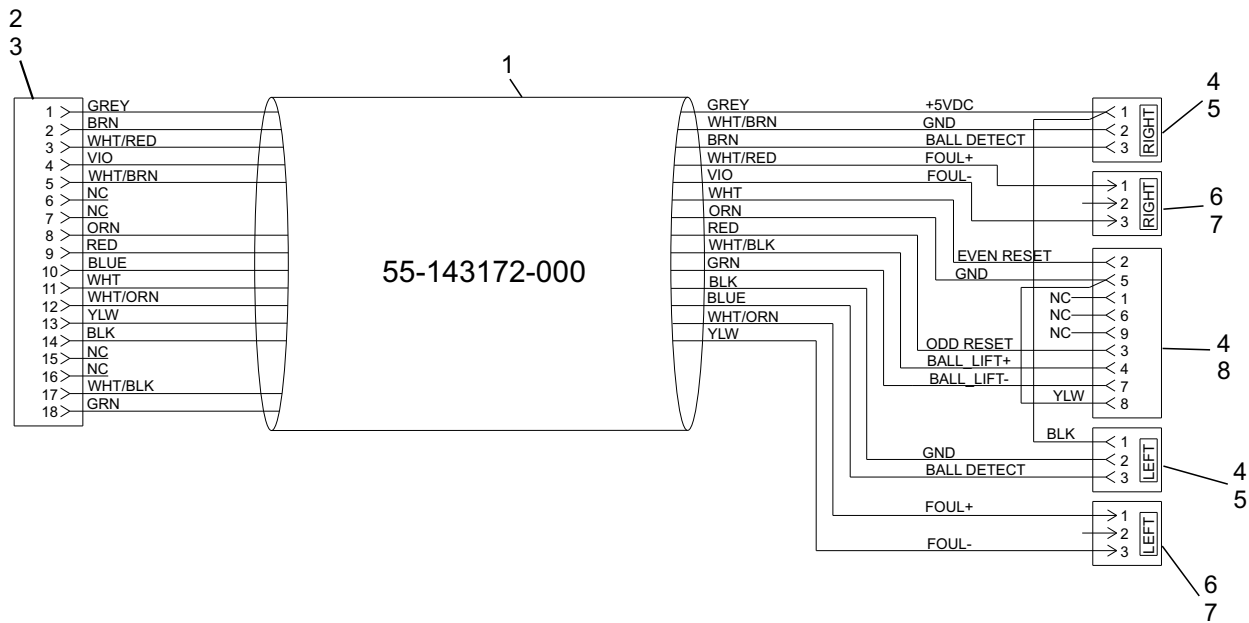 2
3
1
1 GREY
2 BRN
3 WHT/RED
4 VIO
5 WHT/BRN
6 NC
7 NC
8 ORN
9 RED
10 BLUE
11 WHT
12 WHT/ORN
13 YLW
14 BLK
15 NC
16 NC
17 WHT/BLK
18 GRN
55-143172-000
GREY +5VDC 1
WHT/BRN GND 2
BRN BALL DETECT 3
RIGHT
4
5
WHT/RED FOUL+ 1
2
VIO FOUL- 3
RIGHT
6
7
WHT EVEN RESET 2
ORN GND 5
NC 1
NC 6
NC 9
RED ODD RESET 3
WHT/BLK BALL_LIFT+ 4
GRN BALL_LIFT- 7
YLW 8
4
8
BLK 1
BLK GND 2
BLUE BALL DETECT 3
LEFT
4
5
WHT/ORN FOUL+ 1
2
YLW FOUL- 3
LEFT
6
7